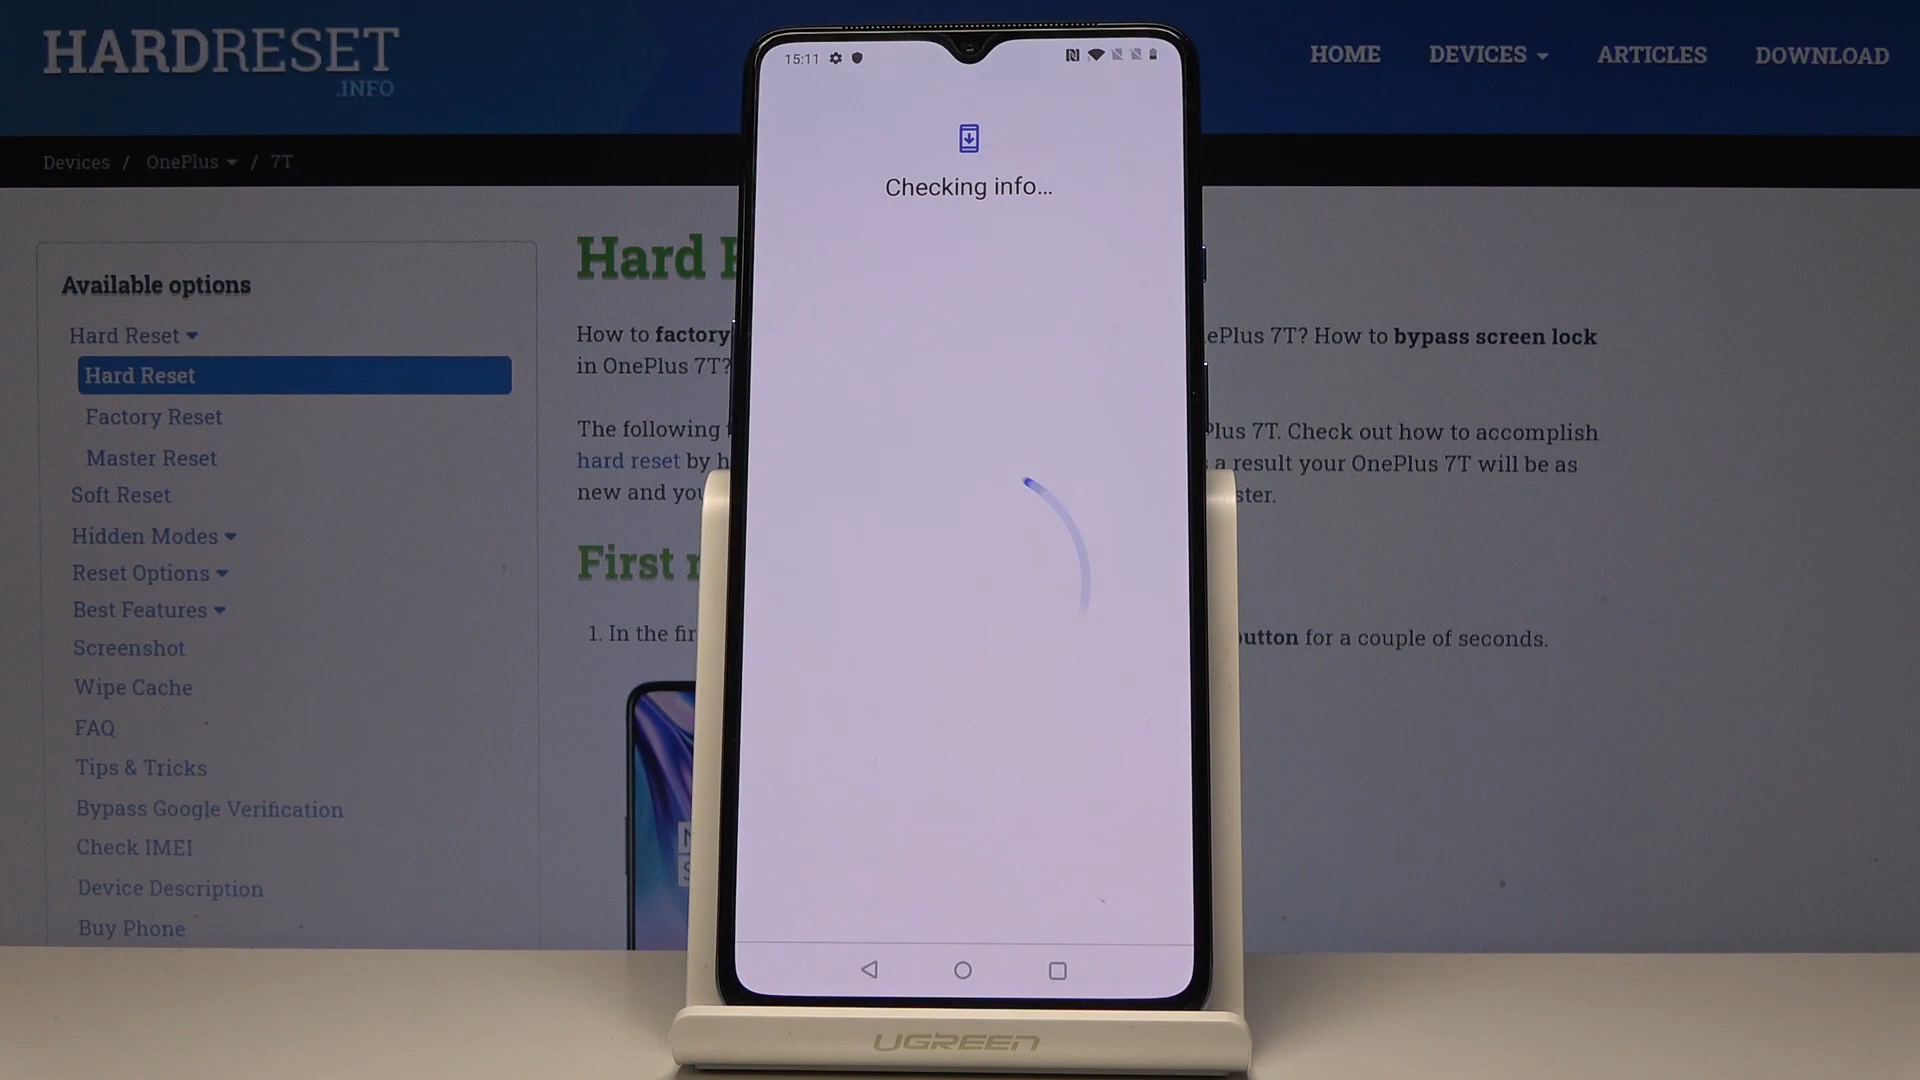 HARDRESET
.INFO
HOME DEVICES ARTICLES DOWNLOAD
Devices / OnePlus / 7T
Available options
Hard Reset
Hard Reset
Factory Reset
Master Reset
Soft Reset
Hidden Modes
Reset Options
Best Features
Screenshot
Wipe Cache
FAQ
Tips & Tricks
Bypass Google Verification
Check IMEI
Device Description
Buy Phone
Hard
How to factory ePlus 7T? How to bypass screen lock
in OnePlus 7T?
The following Plus 7T. Check out how to accomplish
hard reset by a result your OnePlus 7T will be as
new and
First
1. In the button for a couple of seconds.
15:11
Checking info...
UGREEN